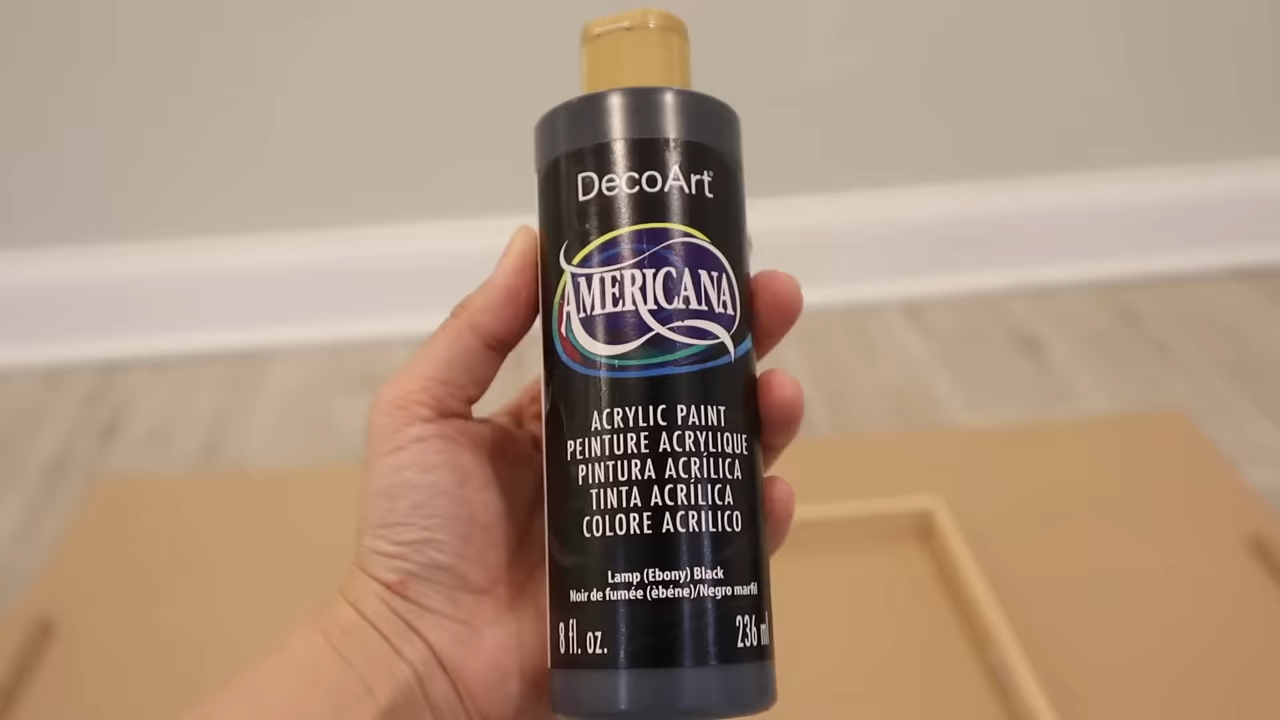 DecoArt®
AMERICANA
ACRYLIC PAINT
PEINTURE ACRYLIQUE
PINTURA ACRÍLICA
TINTA ACRÍLICA
COLORE ACRILICO
Lamp (Ebony) Black
Noir de fumée (èbéne)/Negro marfil
8 fl. oz. 236 ml